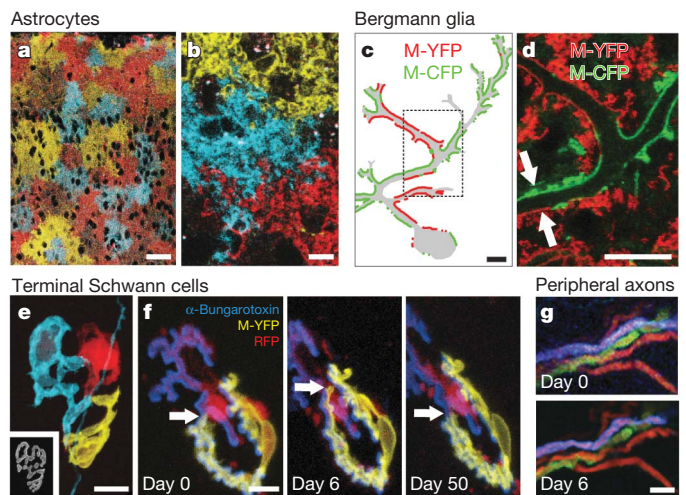 Astrocytes
Bergmann glia
a
b
c
M-YFP
M-CFP
d
M-YFP
M-CFP
Terminal Schwann cells
Peripheral axons
e
f
α-Bungarotoxin
M-YFP
RFP
Day 0
Day 6
Day 50
g
Day 0
Day 6